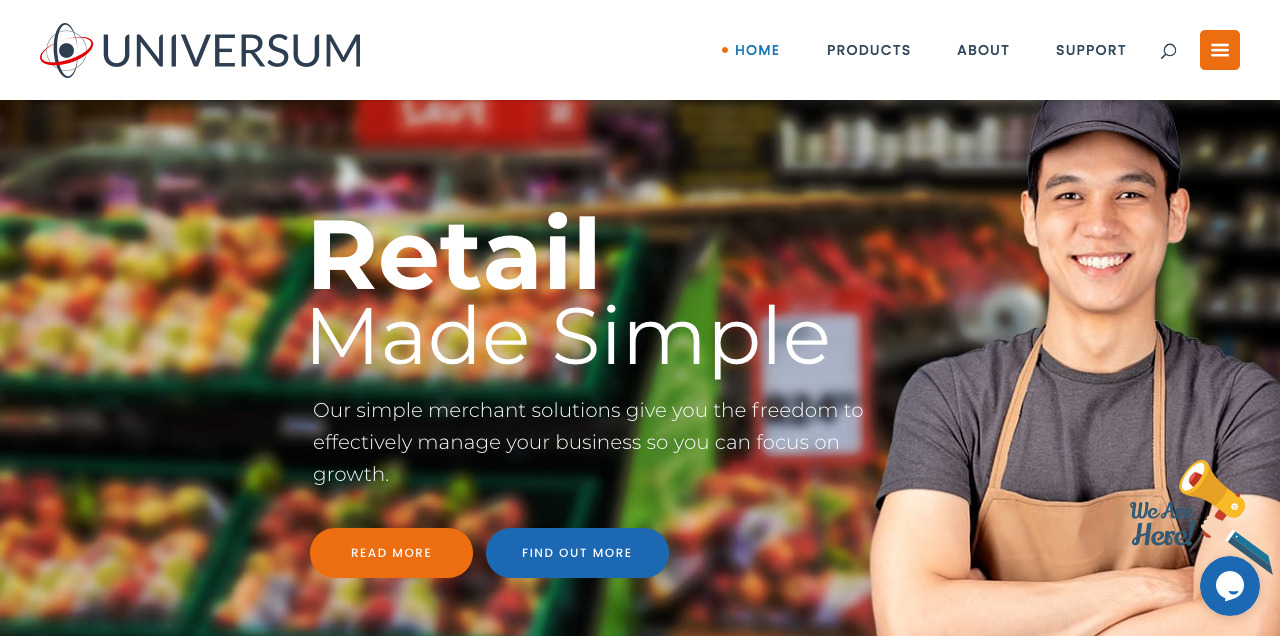 UNIVERSUM
HOME PRODUCTS ABOUT SUPPORT
SAVE
Retail
Made Simple
Our simple merchant solutions give you the freedom to
effectively manage your business so you can focus on
growth.
READ MORE FIND OUT MORE
We Are
Here!